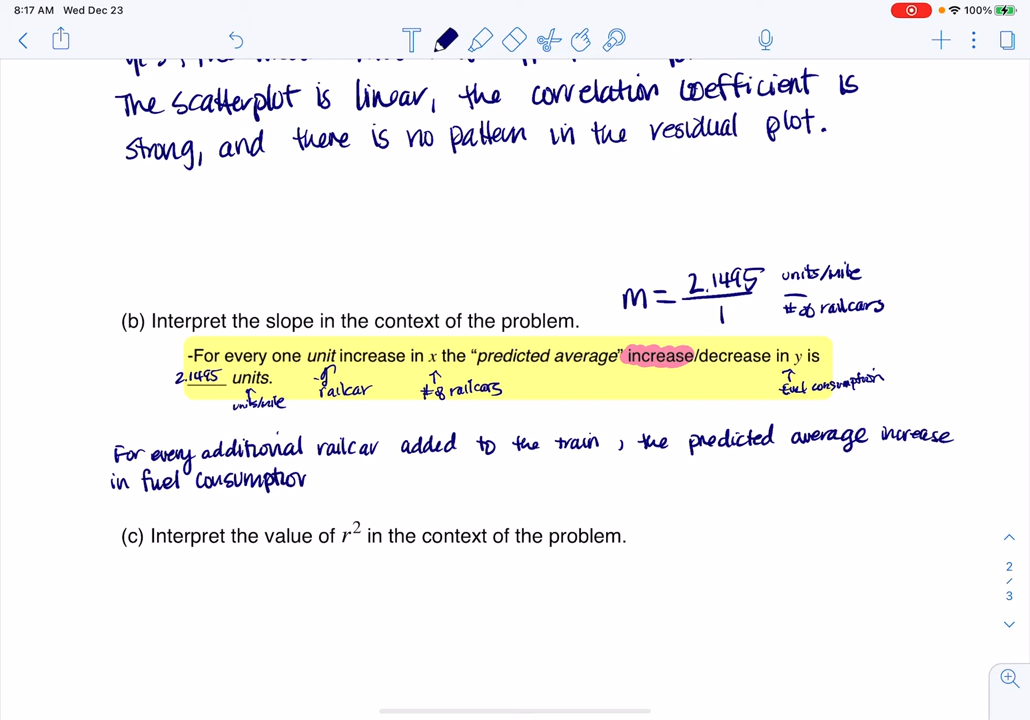 8:17 AM Wed Dec 23
100%
The scatterplot is linear, the correlation coefficient is
strong, and there is no pattern in the residual plot.
m = 2.1495 / 1 units/mile / # of railcars
(b) Interpret the slope in the context of the problem.
-For every one unit increase in x the "predicted average" increase/decrease in y is
2.1495 units.
railcar
# of railcars
fuel consumption
units/mile
For every additional railcar added to the train, the predicted average increase
in fuel consumption
(c) Interpret the value of r² in the context of the problem.
2
/
3